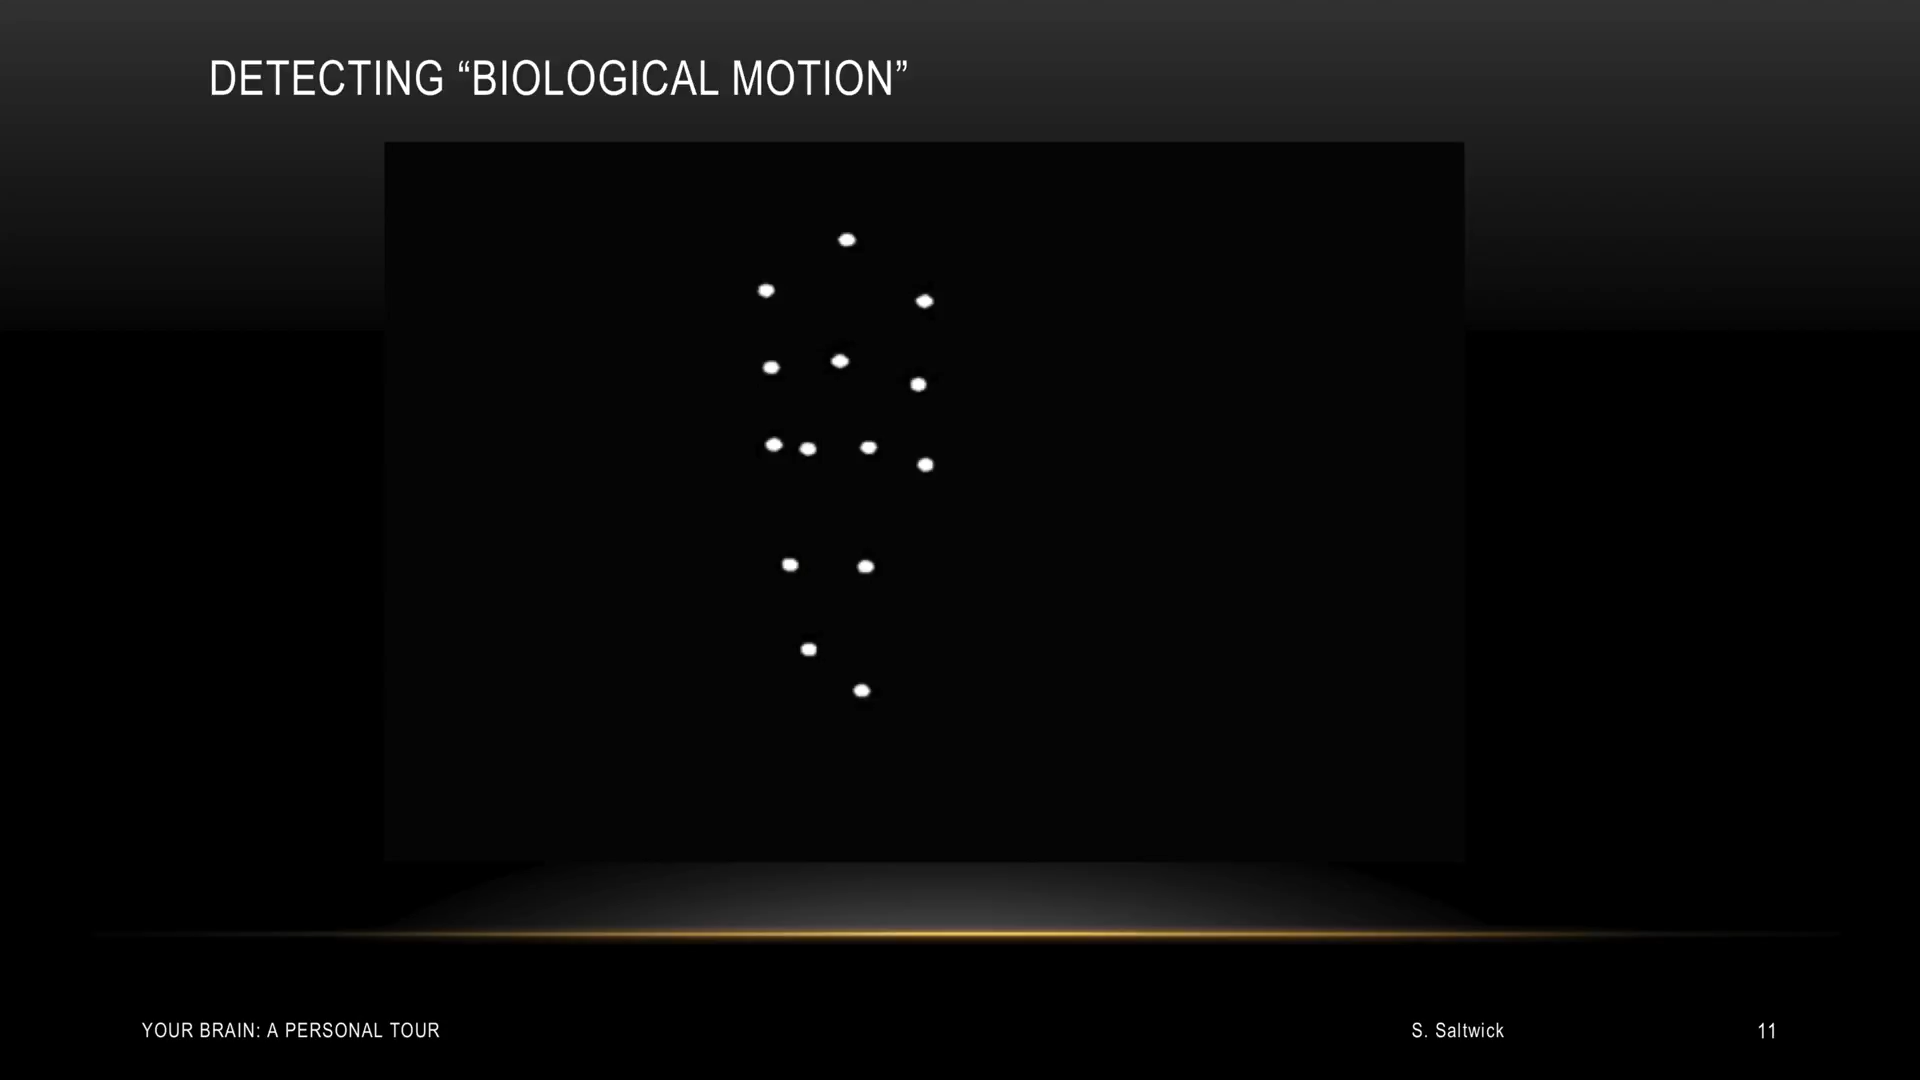 DETECTING “BIOLOGICAL MOTION”
YOUR BRAIN: A PERSONAL TOUR
S. Saltwick
11